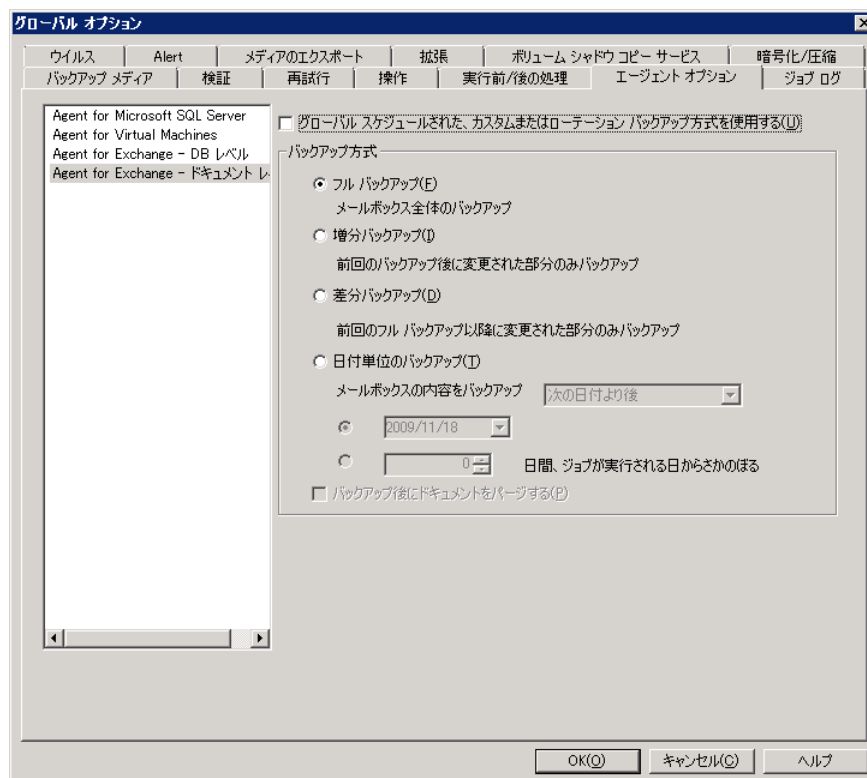 グローバル オプション
ウイルス
Alert
メディアのエクスポート
拡張
ボリューム シャドウ コピー サービス
暗号化/圧縮
バックアップ メディア
検証
再試行
操作
実行前/後の処理
エージェント オプション
ジョブ ログ
Agent for Microsoft SQL Server
Agent for Virtual Machines
Agent for Exchange - DB レベル
Agent for Exchange - ドキュメント レ
グローバル スケジュールされた、カスタムまたはローテーション バックアップ方式を使用する(U)
バックアップ方式
フル バックアップ(F)
メールボックス全体のバックアップ
増分バックアップ(I)
前回のバックアップ後に変更された部分のみバックアップ
差分バックアップ(D)
前回のフル バックアップ以降に変更された部分のみバックアップ
日付単位のバックアップ(T)
メールボックスの内容をバックアップ
次の日付より後
2009/11/18
0
日間、ジョブが実行される日からさかのぼる
バックアップ後にドキュメントをパージする(P)
OK(O)
キャンセル(C)
ヘルプ